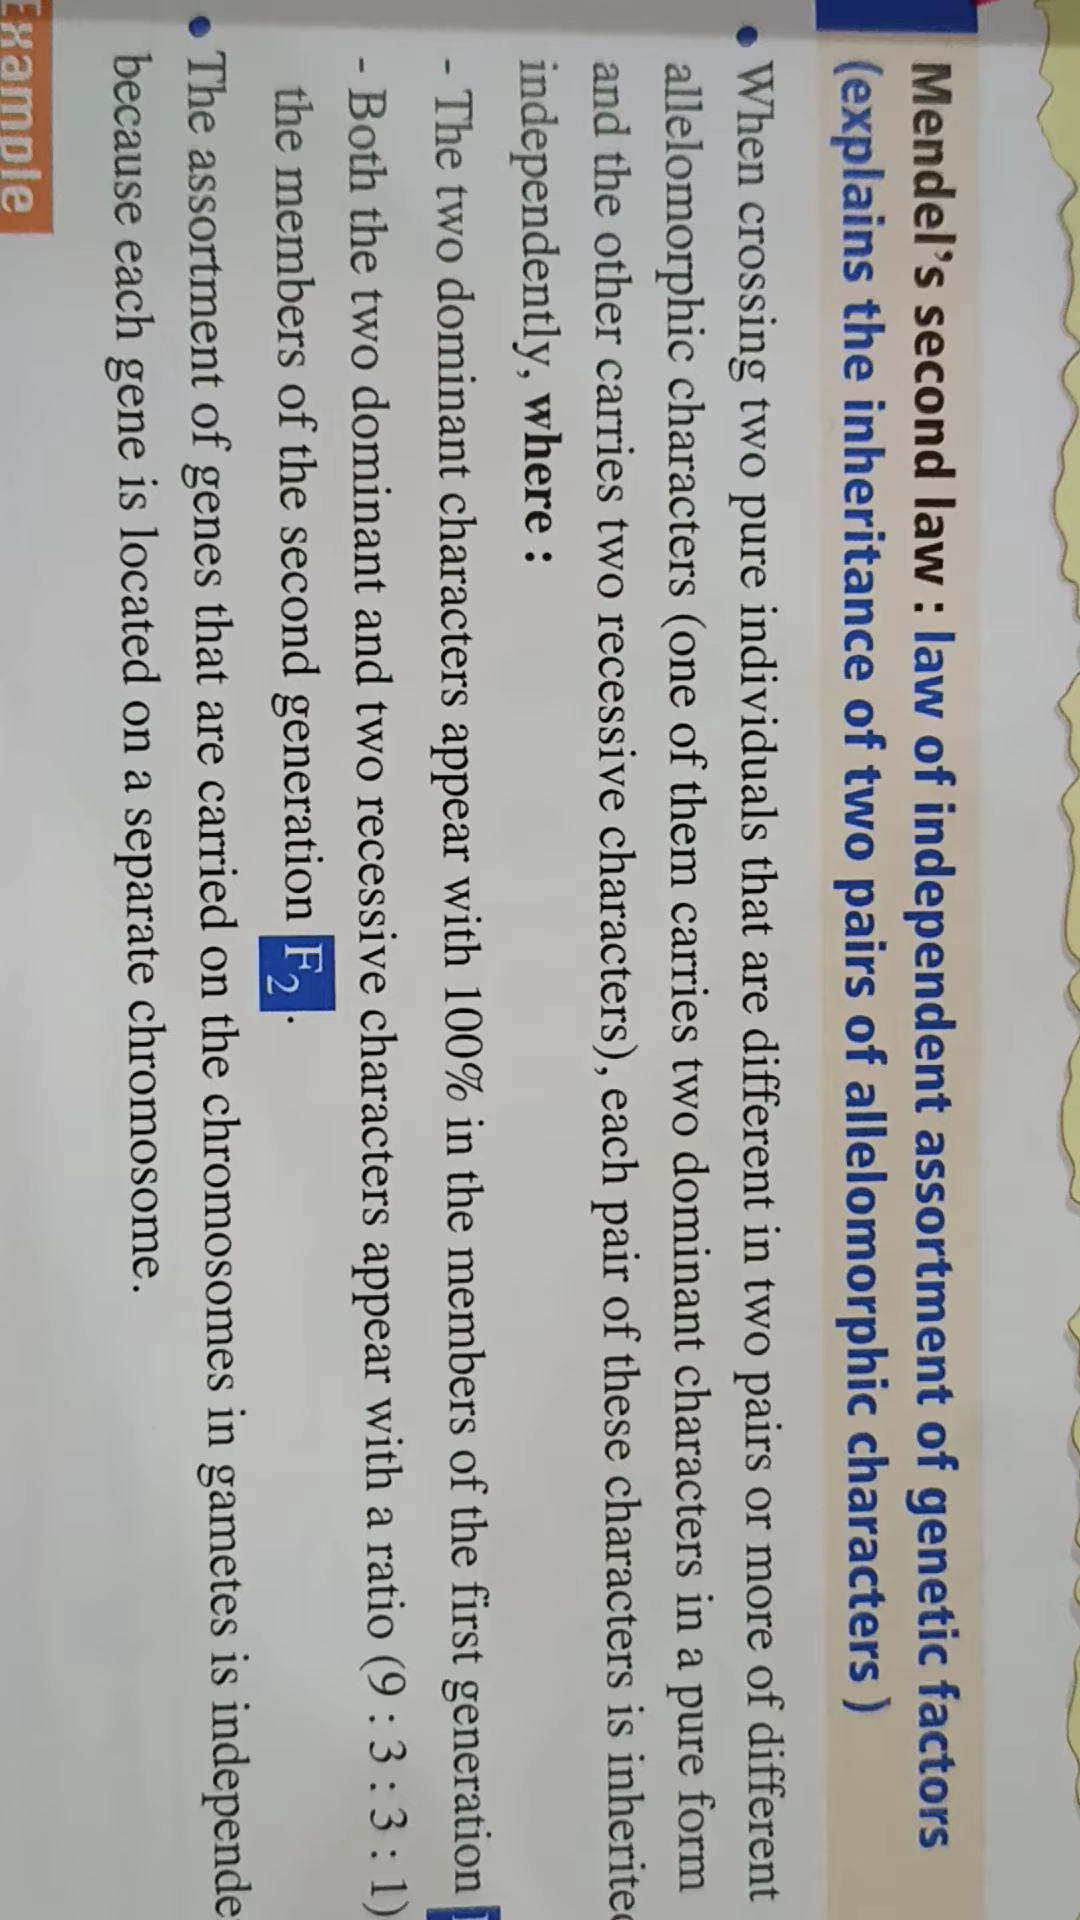 Mendel's second law : law of independent assortment of genetic factors
(explains the inheritance of two pairs of allelomorphic characters )
• When crossing two pure individuals that are different in two pairs or more of different
allelomorphic characters (one of them carries two dominant characters in a pure form
and the other carries two recessive characters), each pair of these characters is inherited
independently, where :
- The two dominant characters appear with 100% in the members of the first generation
- Both the two dominant and two recessive characters appear with a ratio (9 : 3 : 3 : 1)
the members of the second generation F2 .
• The assortment of genes that are carried on the chromosomes in gametes is
because each gene is located on a separate chromosome.
Example